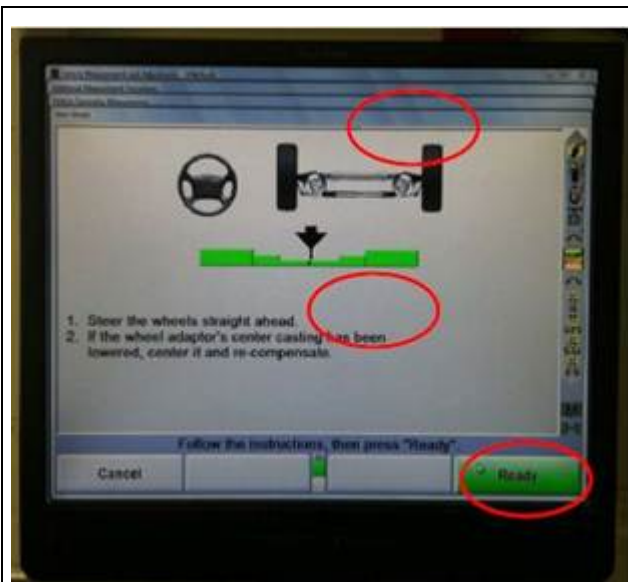 1. Steer the wheels straight ahead.
2. If the wheel adaptor's center casting has been
lowered, center it and re-compensate.
Follow the instructions, then press "Ready".
Cancel
Ready